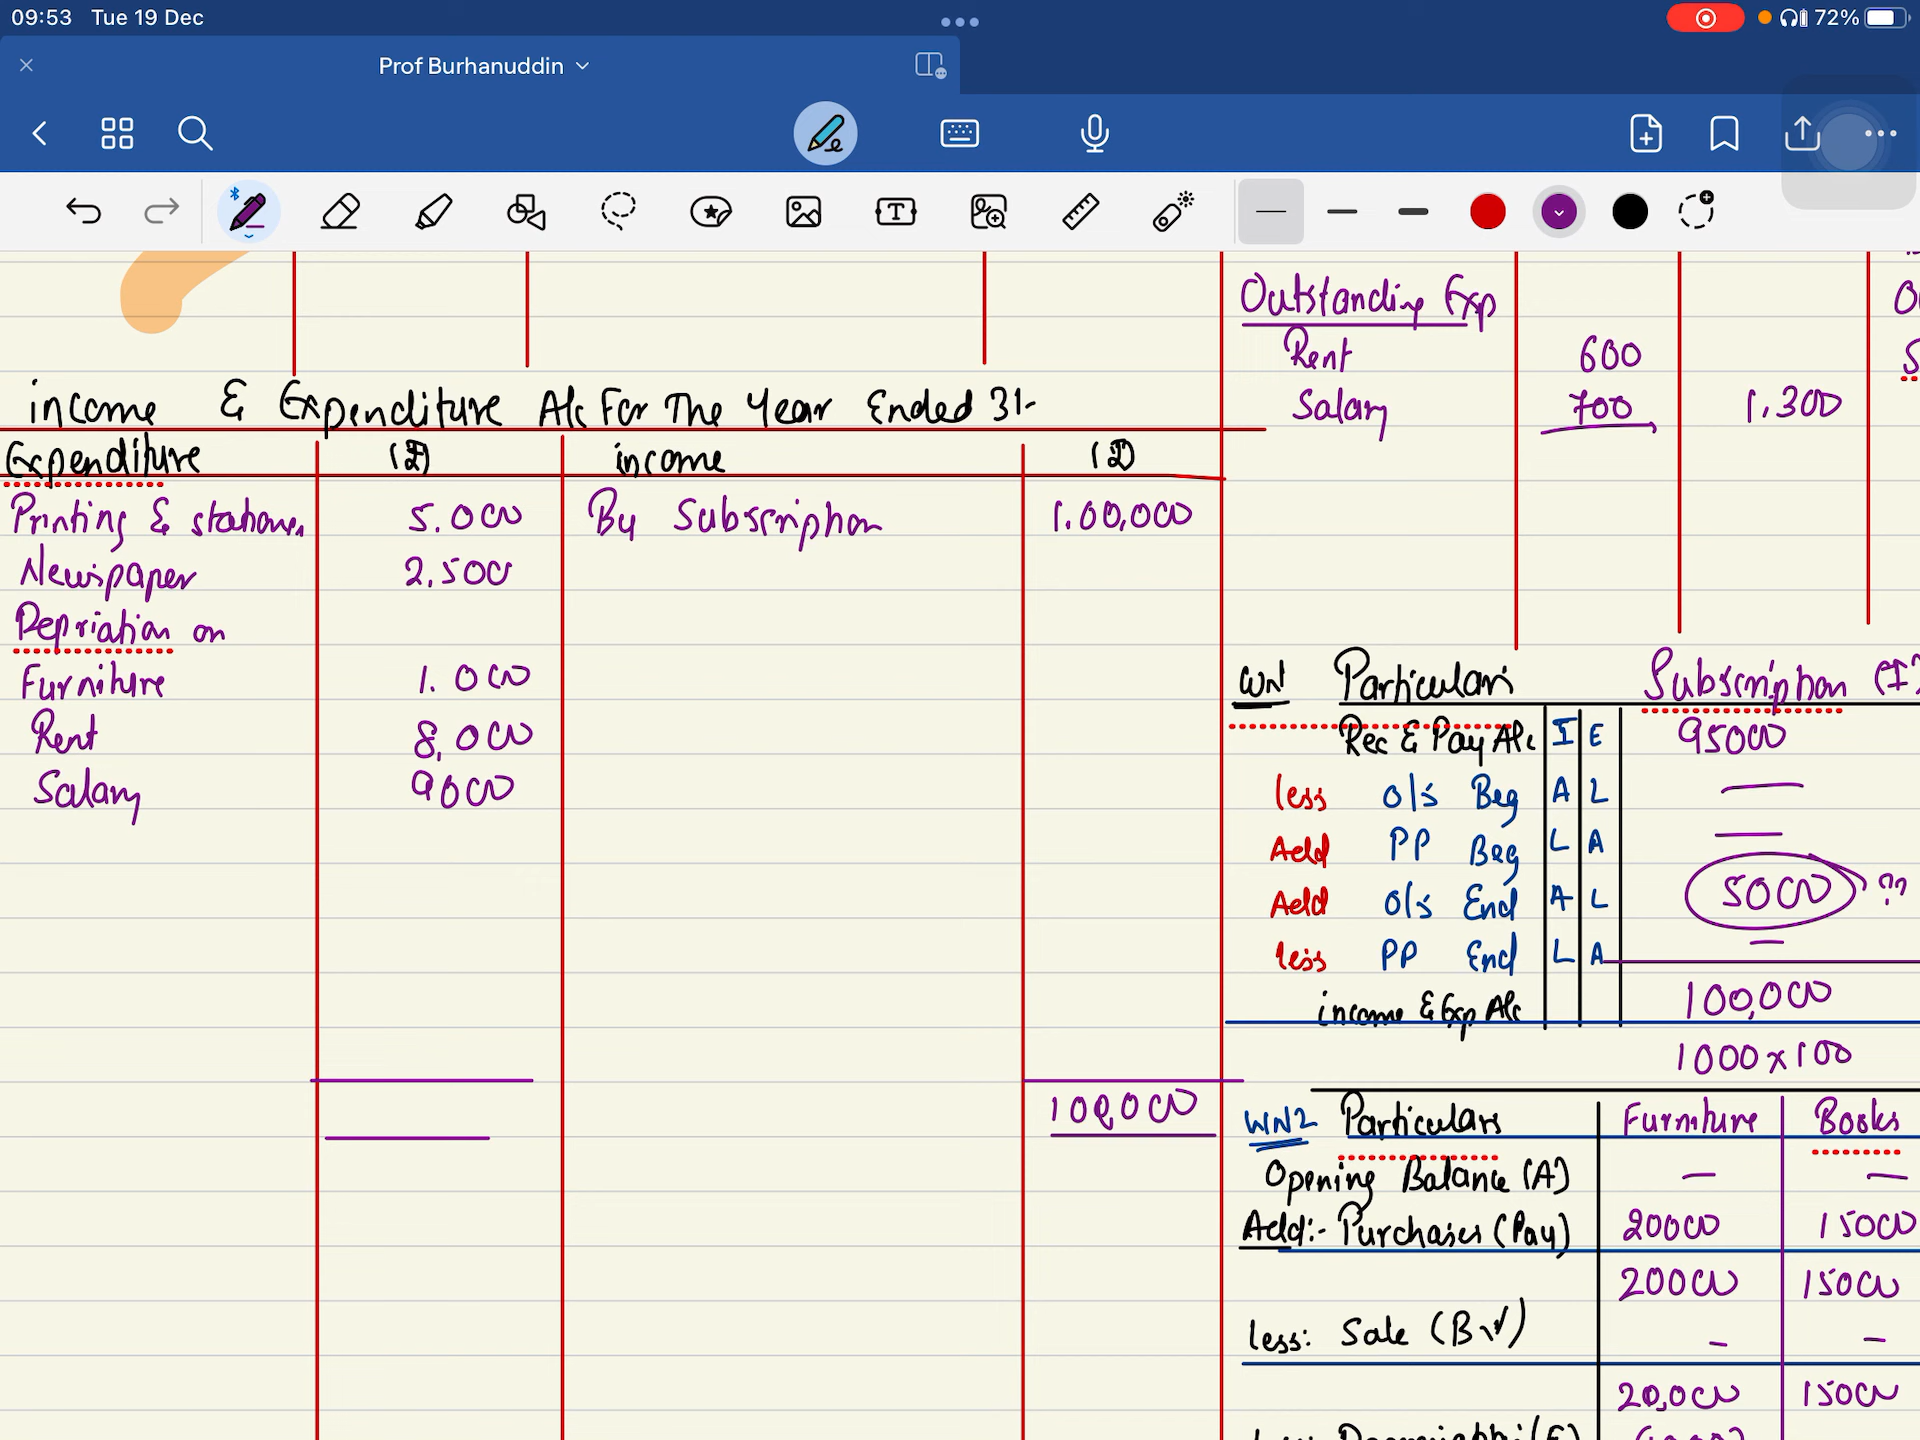 09:53 Tue 19 Dec
72%
Prof Burhanuddin
Outstanding Exp
Rent 600
Salary 700 1,300
income & Expenditure A/c For The Year Ended 31-
Expenditure (₹) income (₹)
Printing & 5.000 By Subscription 1.00,000
Newspaper 2.500
Depriation on
Furniture 1.000
Rent 8,000
Salary 9000
WN1 Particulars Subscription (I)
Rec & Pay A/c I E 95000
less o/s Beg A L —
Add PP Beg L A —
Add o/s End A L 5000 ??
less PP End L A —
income & Exp A/c 100,000
1000 x 100
100,000
WN2 Particulars Furniture Books
Opening Balance (A) — —
Add:- Purchases (Pay) 20000 15000
20000 15000
less: Sale (BV) - -
20,000 15000